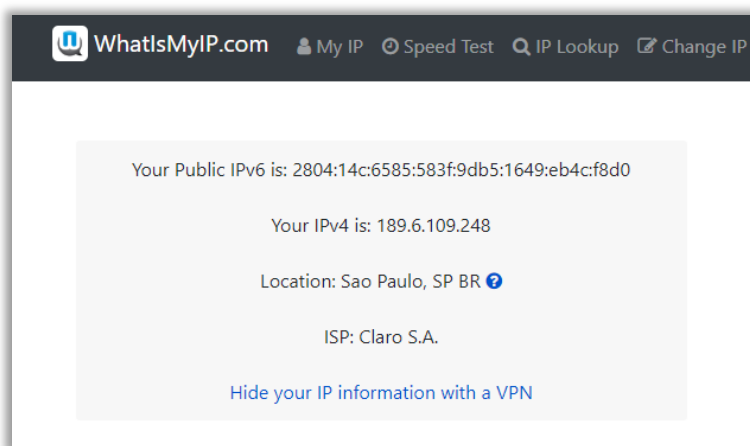 WhatIsMyIP.com My IP Speed Test IP Lookup Change IP
Your Public IPv6 is: 2804:14c:6585:583f:9db5:1649:eb4c:f8d0
Your IPv4 is: 189.6.109.248
Location: Sao Paulo, SP BR
ISP: Claro S.A.
Hide your IP information with a VPN